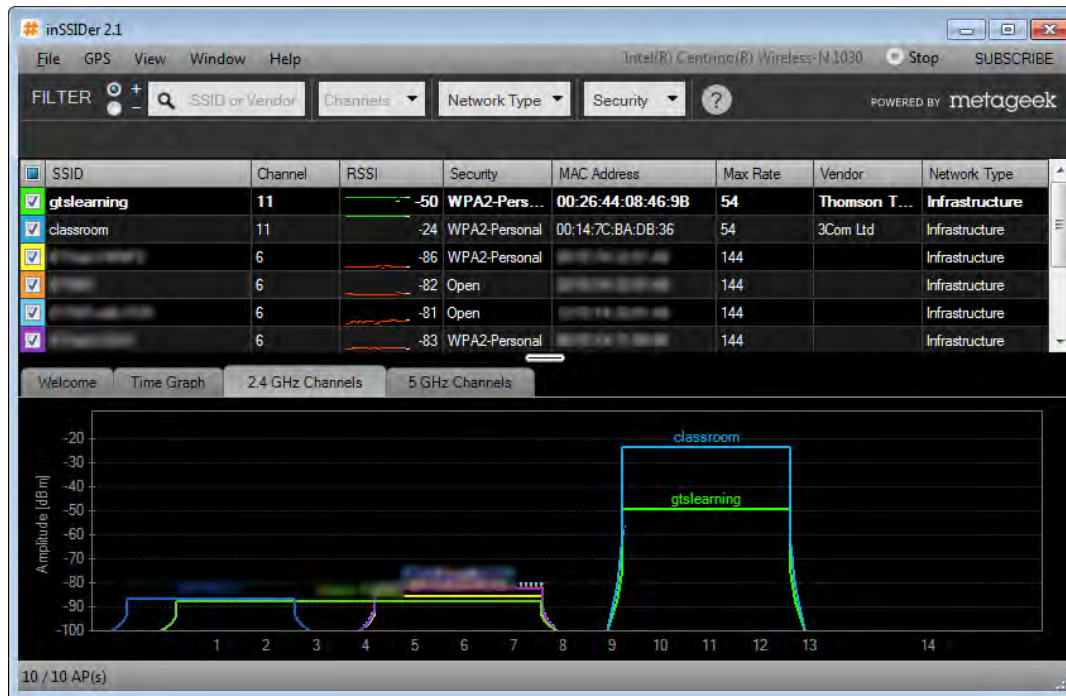 inSSIDer 2.1
File GPS View Window Help Intel(R) Centrino(R) Wireless-N 1030 Stop SUBSCRIBE
FILTER + - SSID or Vendor Channels Network Type Security ? POWERED BY metageek
SSID Channel RSSI Security MAC Address Max Rate Vendor Network Type
gtslearning 11 -50 WPA2-Pers... 00:26:44:08:46:9B 54 Thomson T... Infrastructure
classroom 11 -24 WPA2-Personal 00:14:7C:BA:DB:36 54 3Com Ltd Infrastructure
6 -86 WPA2-Personal 144 Infrastructure
6 -82 Open 144 Infrastructure
6 -81 Open 144 Infrastructure
6 -83 WPA2-Personal 144 Infrastructure
Welcome Time Graph 2.4 GHz Channels 5 GHz Channels
Amplitude [dBm]
-20
-30
-40
-50
-60
-70
-80
-90
-100
classroom
gtslearning
1 2 3 4 5 6 7 8 9 10 11 12 13 14
10 / 10 AP(s)